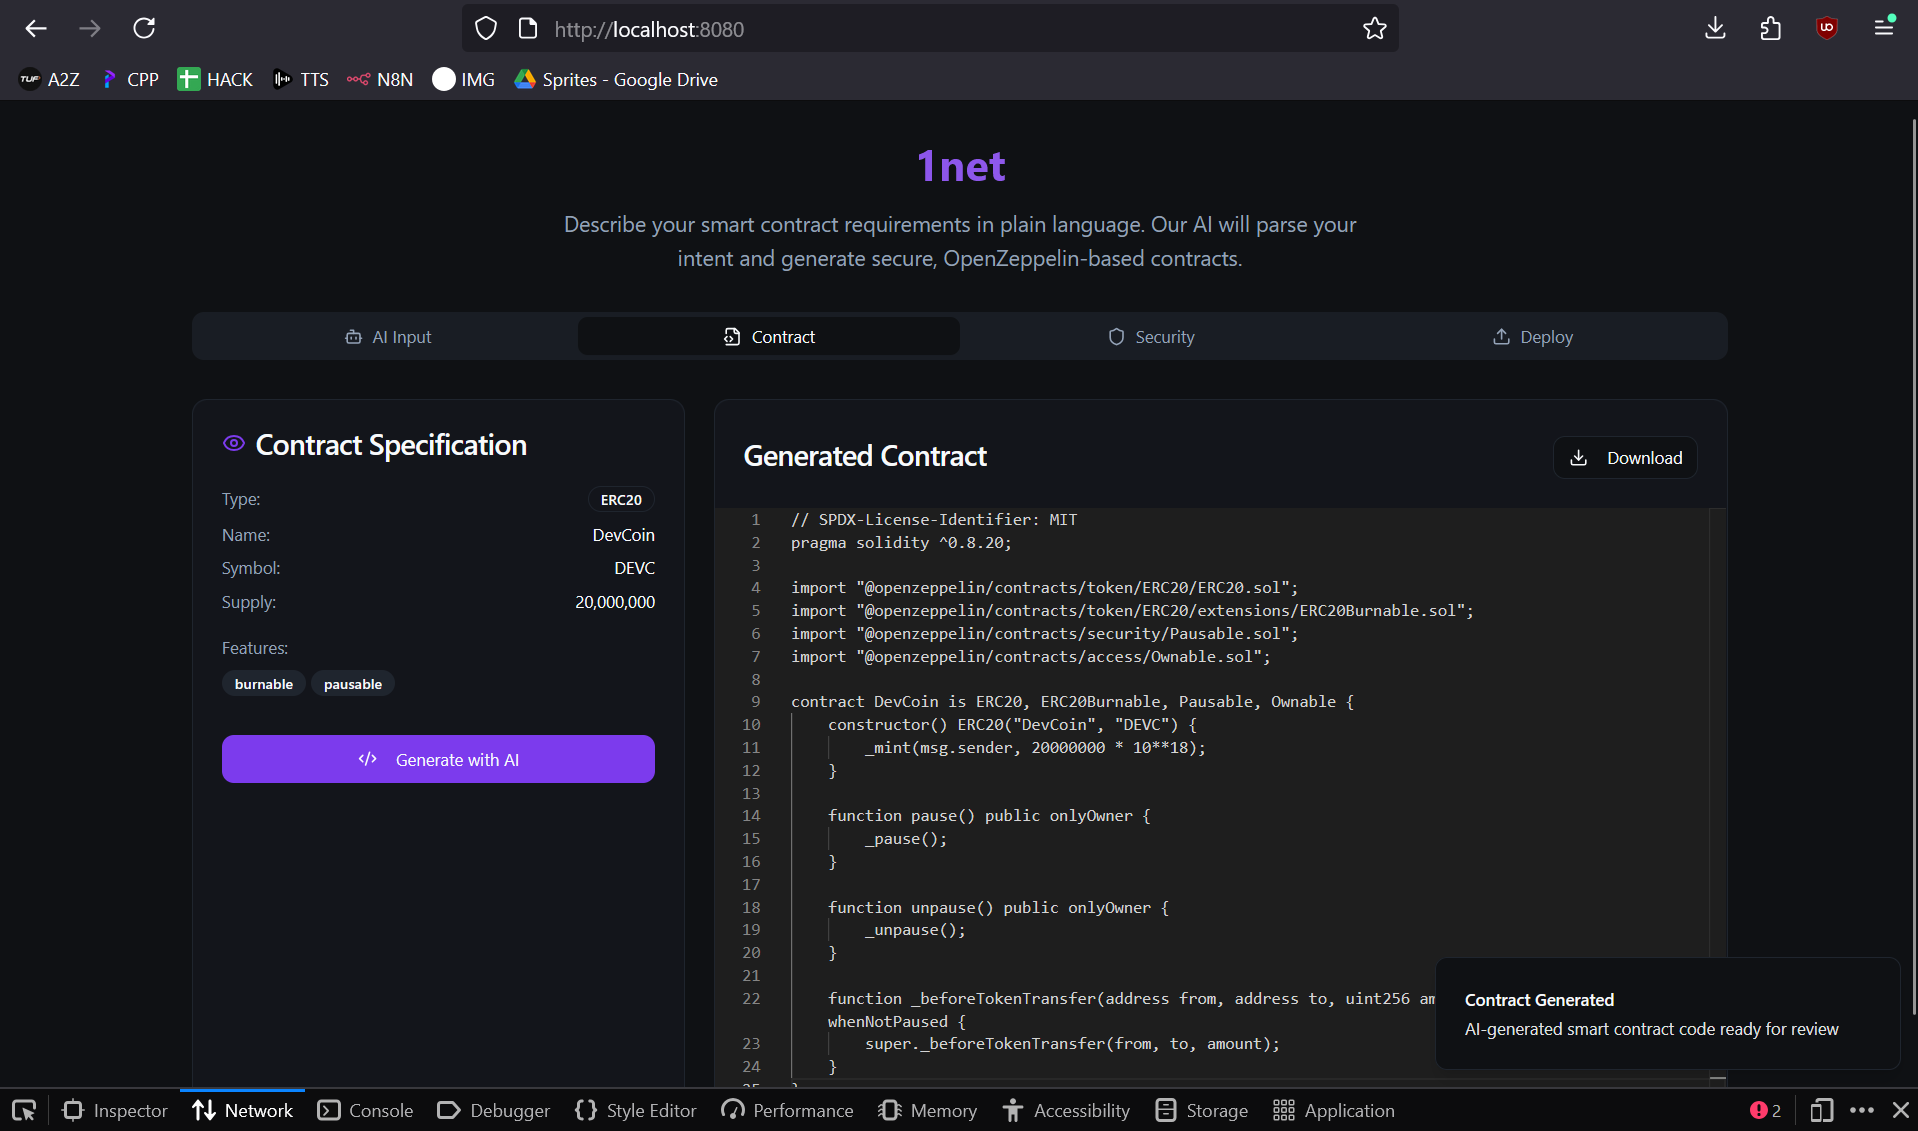 http://localhost:8080
A2Z CPP HACK TTS N8N IMG Sprites - Google Drive
1net
Describe your smart contract requirements in plain language. Our AI will parse your
intent and generate secure, OpenZeppelin-based contracts.
AI Input Contract Security Deploy
Contract Specification
Type: ERC20
Name: DevCoin
Symbol: DEVC
Supply: 20,000,000
Features:
burnable pausable
</> Generate with AI
Generated Contract
Download
1 // SPDX-License-Identifier: MIT
2 pragma solidity ^0.8.20;
3
4 import "@openzeppelin/contracts/token/ERC20/ERC20.sol";
5 import "@openzeppelin/contracts/token/ERC20/extensions/ERC20Burnable.sol";
6 import "@openzeppelin/contracts/security/Pausable.sol";
7 import "@openzeppelin/contracts/access/Ownable.sol";
8
9 contract DevCoin is ERC20, ERC20Burnable, Pausable, Ownable {
10 constructor() ERC20("DevCoin", "DEVC") {
11 _mint(msg.sender, 20000000 * 10**18);
12 }
13
14 function pause() public onlyOwner {
15 _pause();
16 }
17
18 function unpause() public onlyOwner {
19 _unpause();
20 }
21
22 function _beforeTokenTransfer(address from, address to, uint256 am
whenNotPaused {
23 super._beforeTokenTransfer(from, to, amount);
24 }
Contract Generated
AI-generated smart contract code ready for review
Inspector Network Console Debugger Style Editor Performance Memory Accessibility Storage Application 2